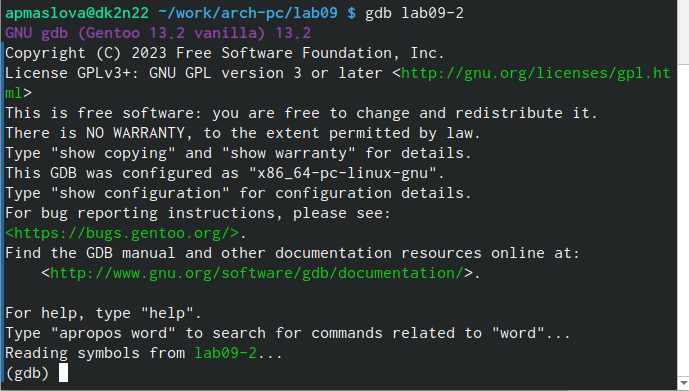 apmaslova@dk2n22 ~/work/arch-pc/lab09 $ gdb lab09-2
GNU gdb (Gentoo 13.2 vanilla) 13.2
Copyright (C) 2023 Free Software Foundation, Inc.
License GPLv3+: GNU GPL version 3 or later <http://gnu.org/licenses/gpl.ht
ml>
This is free software: you are free to change and redistribute it.
There is NO WARRANTY, to the extent permitted by law.
Type "show copying" and "show warranty" for details.
This GDB was configured as "x86_64-pc-linux-gnu".
Type "show configuration" for configuration details.
For bug reporting instructions, please see:
<https://bugs.gentoo.org/>.
Find the GDB manual and other documentation resources online at:
    <http://www.gnu.org/software/gdb/documentation/>.

For help, type "help".
Type "apropos word" to search for commands related to "word"...
Reading symbols from lab09-2...
(gdb)